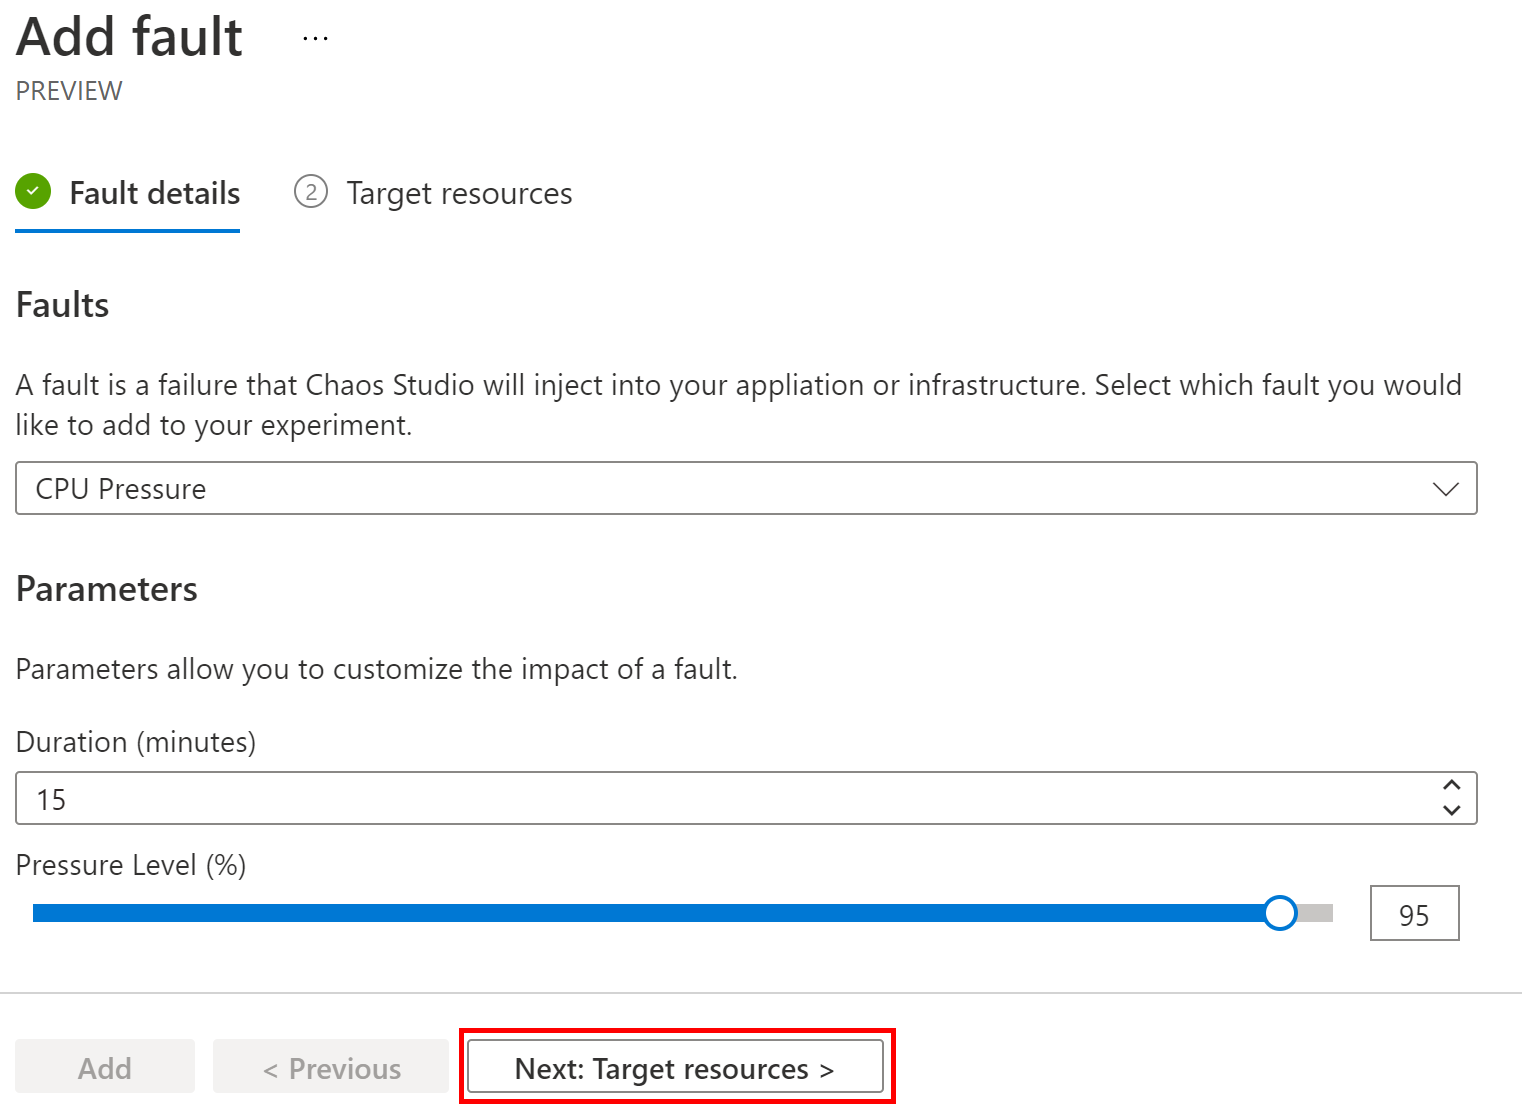 Add fault ...
PREVIEW
Fault details
2 Target resources
Faults
A fault is a failure that Chaos Studio will inject into your appliation or infrastructure. Select which fault you would
like to add to your experiment.
CPU Pressure
Parameters
Parameters allow you to customize the impact of a fault.
Duration (minutes)
15
Pressure Level (%)
95
Add
< Previous
Next: Target resources >